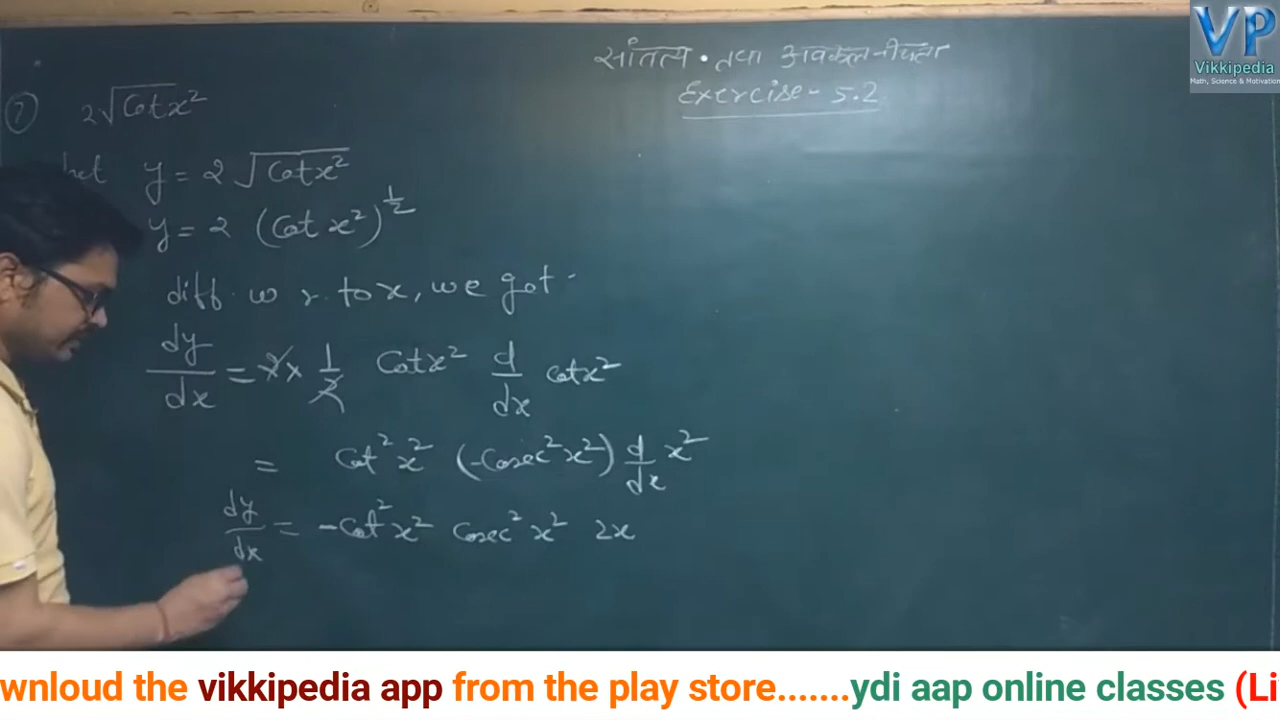 सांतत्य तथा अवकलनीयता
Exercise - 5.2
VP
Vikkipedia
Math, Science & Motivation
7 2√Cot x²
Let y = 2 √Cot x²
y = 2 (Cot x²)^1/2
diff. w r. to x, we got -
dy/dx = 2 x 1/2 Cot x² d/dx cot x²
= Cot² x² (-Cosec² x²) d/dx x²
dy/dx = -Cot² x² Cosec² x² 2x
wnloud the vikkipedia app from the play store.......ydi aap online classes (Li